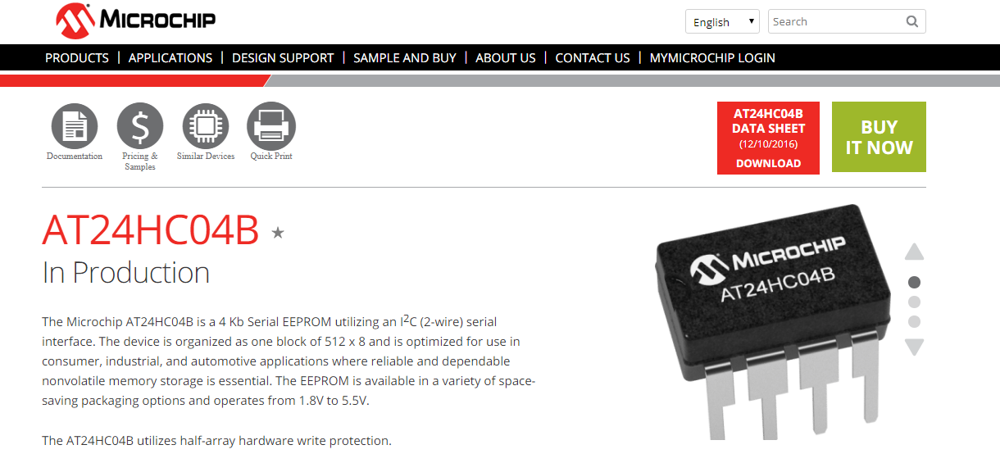 MICROCHIP
English
Search
PRODUCTS | APPLICATIONS | DESIGN SUPPORT | SAMPLE AND BUY | ABOUT US | CONTACT US | MYMICROCHIP LOGIN
Documentation
Pricing &
Samples
Similar Devices
Quick Print
AT24HC04B
DATA SHEET
(12/10/2016)
DOWNLOAD
BUY
IT NOW
AT24HC04B
In Production
The Microchip AT24HC04B is a 4 Kb Serial EEPROM utilizing an I²C (2-wire) serial
interface. The device is organized as one block of 512 x 8 and is optimized for use in
consumer, industrial, and automotive applications where reliable and dependable
nonvolatile memory storage is essential. The EEPROM is available in a variety of space-
saving packaging options and operates from 1.8V to 5.5V.
The AT24HC04B utilizes half-array hardware write protection.
MICROCHIP
AT24HC04B